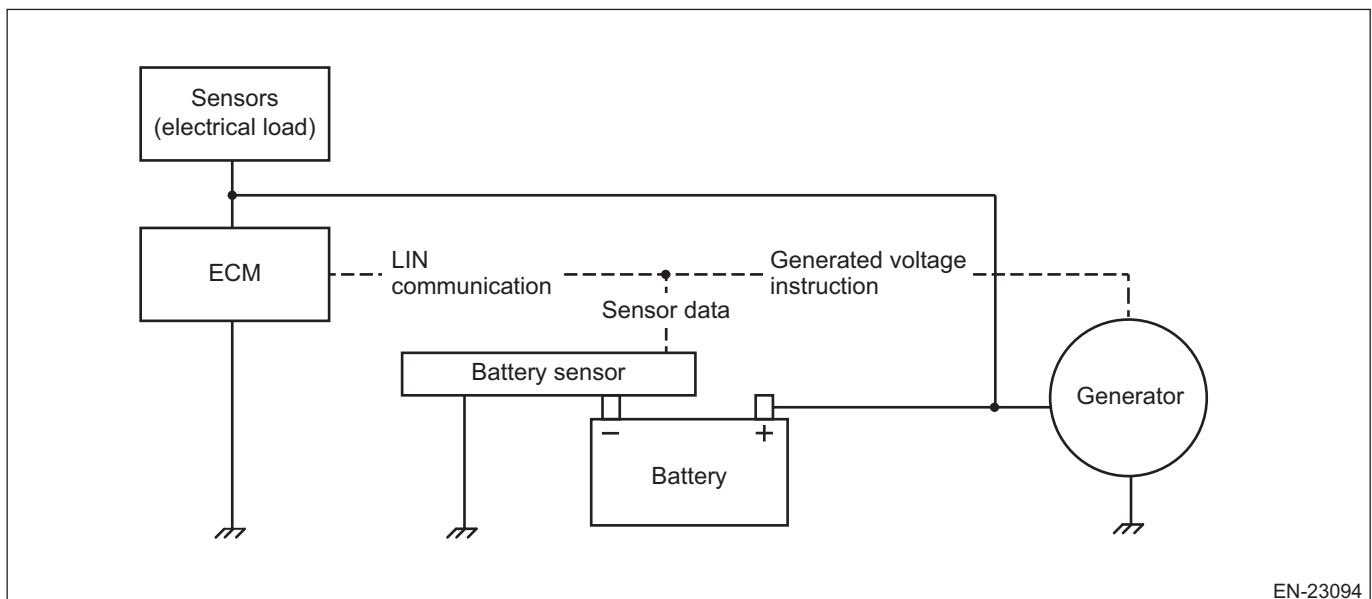 Sensors
(electrical load)
ECM
LIN
communication
Generated voltage
instruction
Sensor data
Battery sensor
Generator
− +
Battery
EN-23094